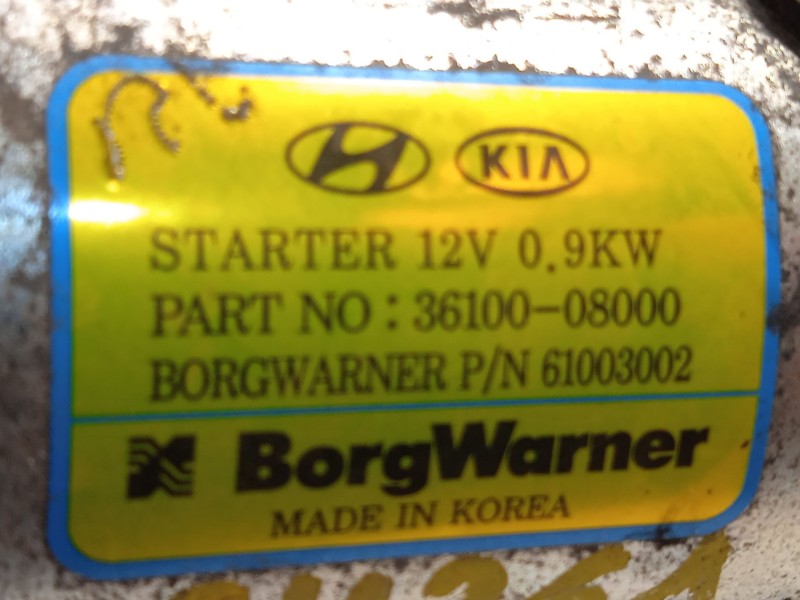 KIA
STARTER 12V 0.9KW
PART NO : 36100-08000
BORGWARNER P/N 61003002
BorgWarner
MADE IN KOREA